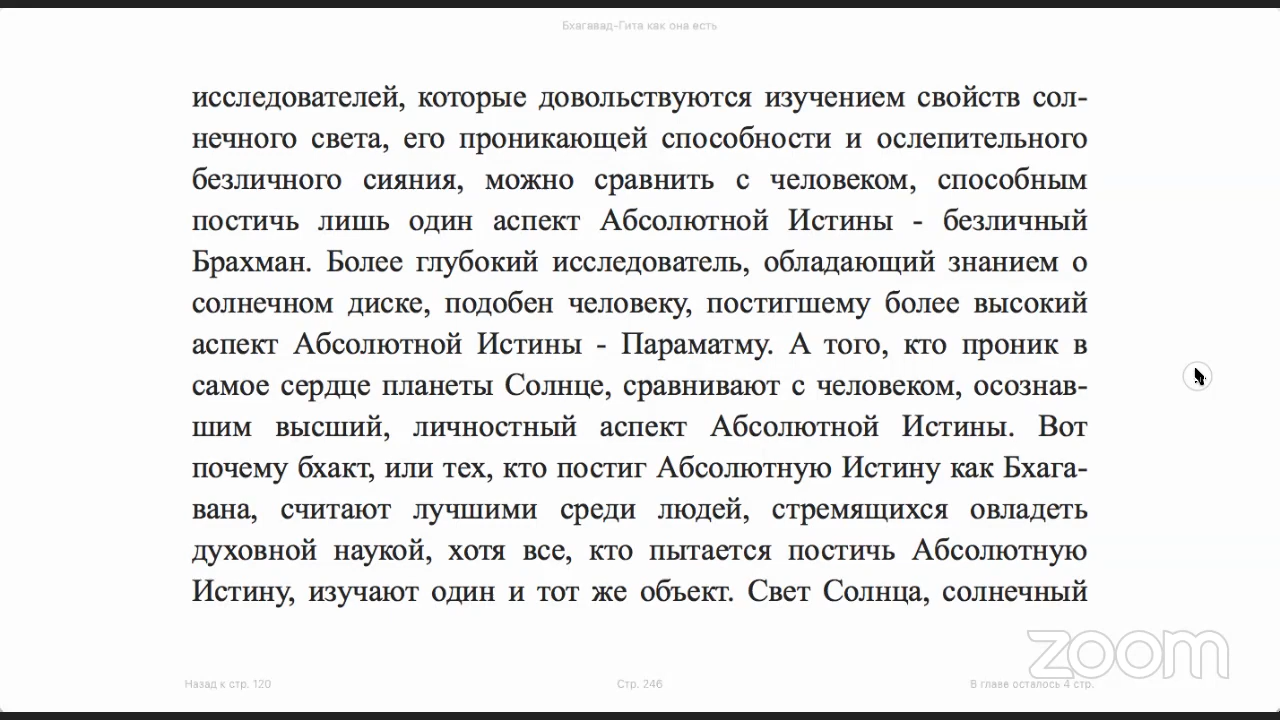 Бхагавад-Гита как она есть
исследователей, которые довольствуются изучением свойств сол-
нечного света, его проникающей способности и ослепительного
безличного сияния, можно сравнить с человеком, способным
постичь лишь один аспект Абсолютной Истины - безличный
Брахман. Более глубокий исследователь, обладающий знанием о
солнечном диске, подобен человеку, постигшему более высокий
аспект Абсолютной Истины - Параматму. А того, кто проник в
самое сердце планеты Солнце, сравнивают с человеком, осознав-
шим высший, личностный аспект Абсолютной Истины. Вот
почему бхакт, или тех, кто постиг Абсолютную Истину как Бхага-
вана, считают лучшими среди людей, стремящихся овладеть
духовной наукой, хотя все, кто пытается постичь Абсолютную
Истину, изучают один и тот же объект. Свет Солнца, солнечный
zoom
Назад к стр. 120
Стр. 246
В главе осталось 4 стр.